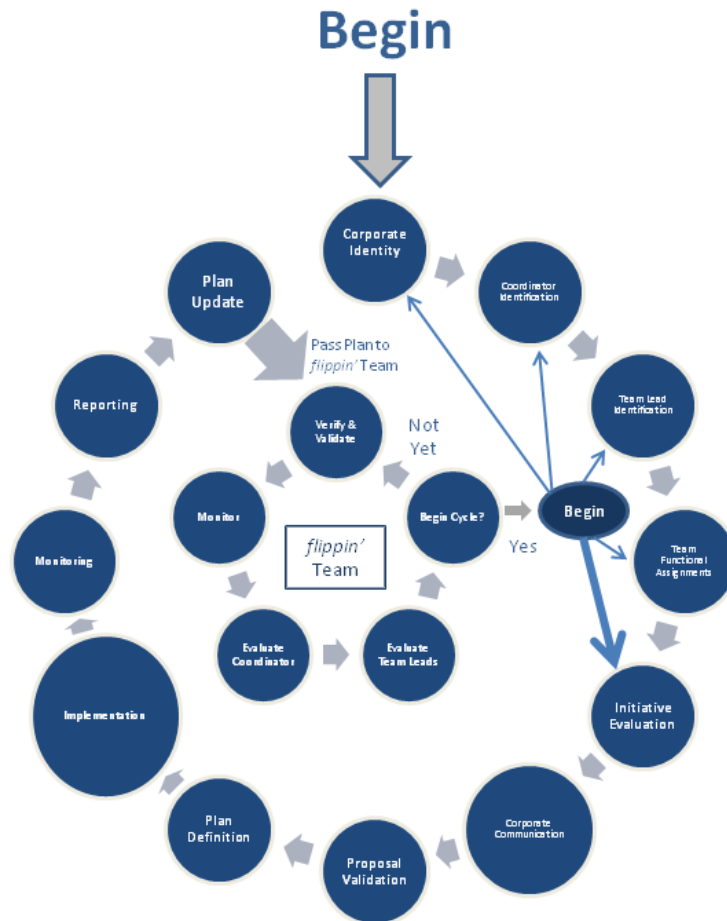 Begin
Corporate
Identity
Coordinator
Identification
Team Lead
Identification
Team
Functional
Assignments
Initiative
Evaluation
Corporate
Communication
Proposal
Validation
Plan
Definition
Implementation
Monitoring
Reporting
Plan
Update
Pass Plan to
flippin' Team
Verify &
Validate
Monitor
Evaluate
Coordinator
Evaluate
Team Leads
Begin Cycle?
Not
Yet
Yes
Begin
flippin'
Team